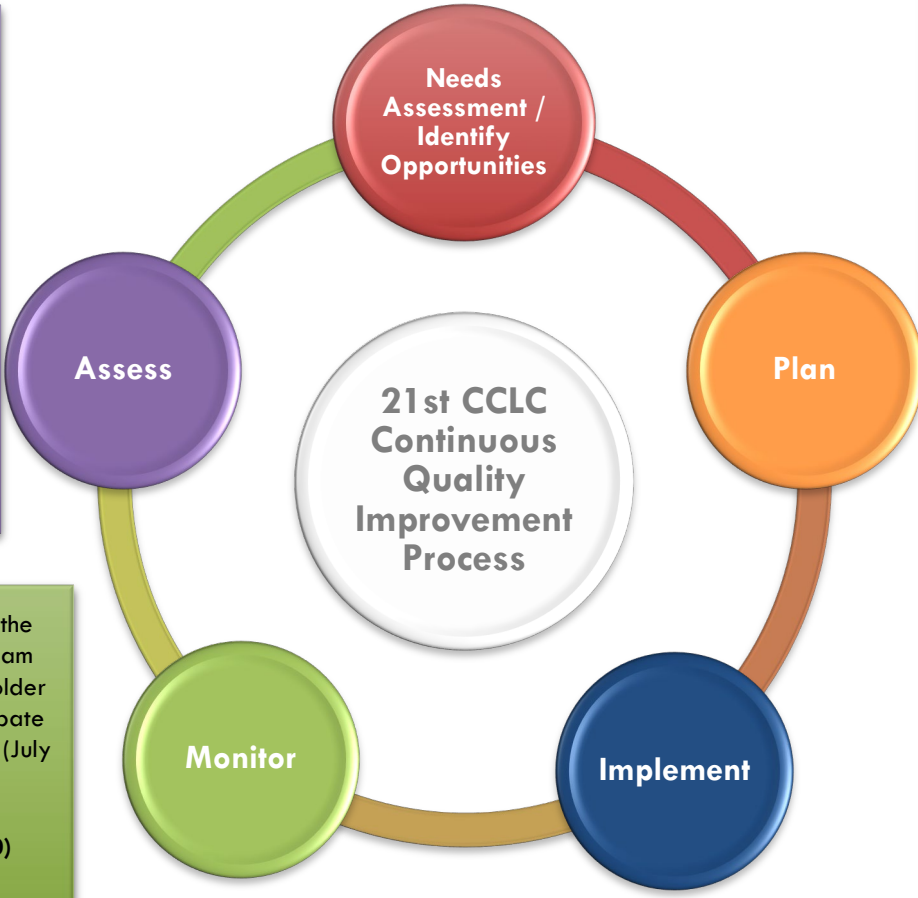 Needs
Assessment /
Identify
Opportunities
Plan
Implement
Monitor
Assess
21st CCLC
Continuous
Quality
Improvement
Process
the
am
older
pate
(July
0)